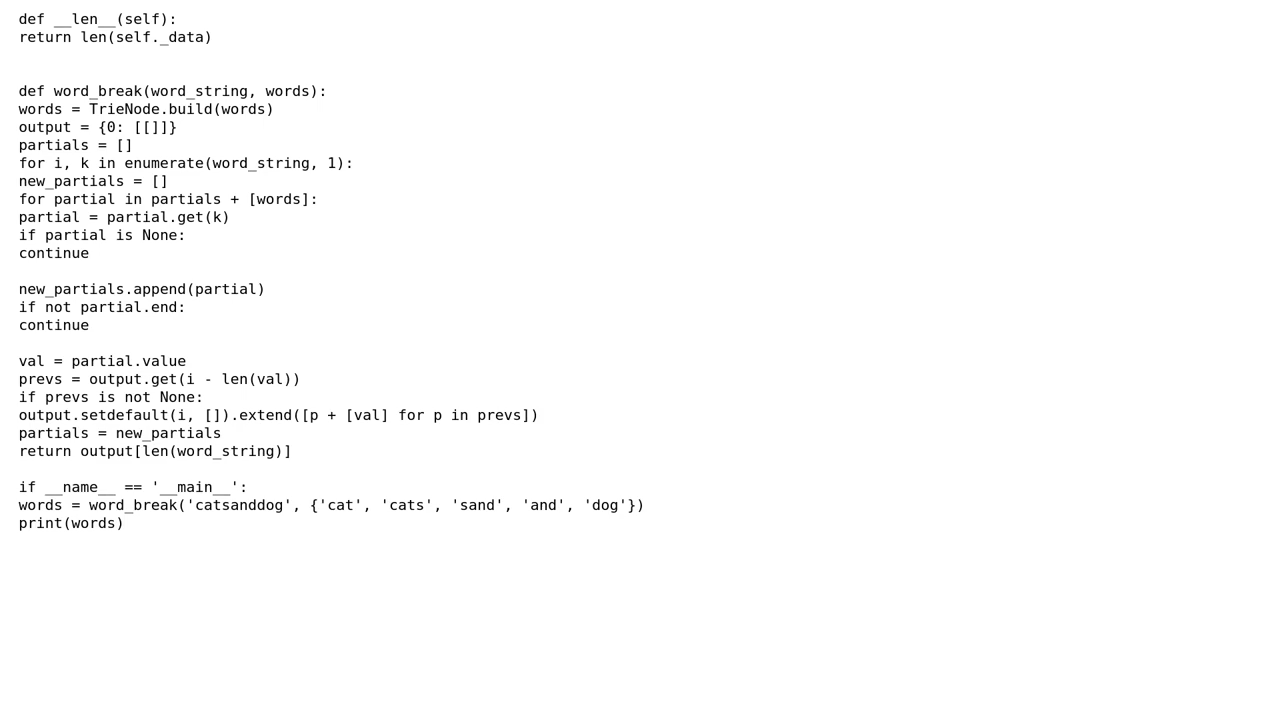 def __len__(self):
return len(self._data)
def word_break(word_string, words):
words = TrieNode.build(words)
output = {0: [[]]}
partials = []
for i, k in enumerate(word_string, 1):
new_partials = []
for partial in partials + [words]:
partial = partial.get(k)
if partial is None:
continue
new_partials.append(partial)
if not partial.end:
continue
val = partial.value
prevs = output.get(i - len(val))
if prevs is not None:
output.setdefault(i, []).extend([p + [val] for p in prevs])
partials = new_partials
return output[len(word_string)]
if __name__ == '__main__':
words = word_break('catsanddog', {'cat', 'cats', 'sand', 'and', 'dog'})
print(words)